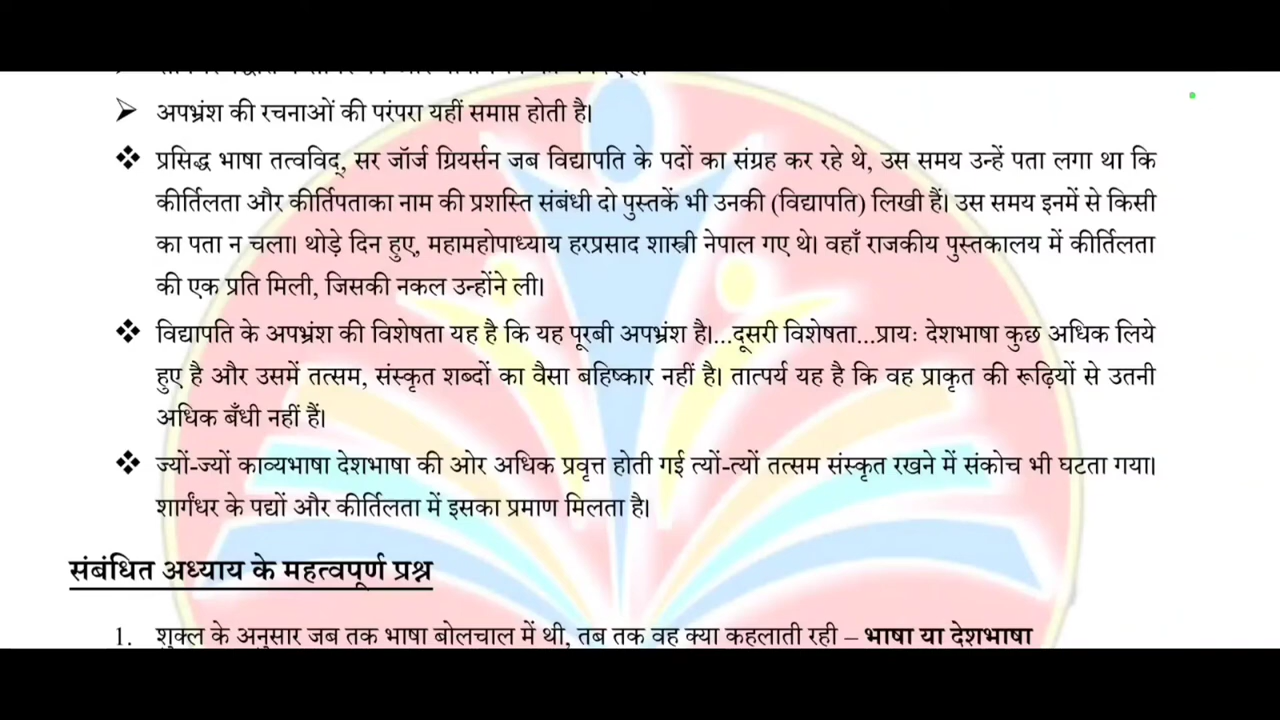 ➢ अपभ्रंश की रचनाओं की परंपरा यहीं समाप्त होती है।
❖ प्रसिद्ध भाषा तत्वविद्, सर जॉर्ज ग्रियर्सन जब विद्यापति के पदों का संग्रह कर रहे थे, उस समय उन्हें पता लगा था कि
कीर्तिलता और कीर्तिपताका नाम की प्रशस्ति संबंधी दो पुस्तकें भी उनकी (विद्यापति) लिखी हैं। उस समय इनमें से किसी
का पता न चला। थोड़े दिन हुए, महामहोपाध्याय हरप्रसाद शास्त्री नेपाल गए थे। वहाँ राजकीय पुस्तकालय में कीर्तिलता
की एक प्रति मिली, जिसकी नकल उन्होंने ली।
❖ विद्यापति के अपभ्रंश की विशेषता यह है कि यह पूरबी अपभ्रंश है।...दूसरी विशेषता...प्रायः देशभाषा कुछ अधिक लिये
हुए है और उसमें तत्सम, संस्कृत शब्दों का वैसा बहिष्कार नहीं है। तात्पर्य यह है कि वह प्राकृत की रूढ़ियों से उतनी
अधिक बँधी नहीं हैं।
❖ ज्यों-ज्यों काव्यभाषा देशभाषा की ओर अधिक प्रवृत्त होती गई त्यों-त्यों तत्सम संस्कृत रखने में संकोच भी घटता गया।
शार्गंधर के पद्यों और कीर्तिलता में इसका प्रमाण मिलता है।
संबंधित अध्याय के महत्वपूर्ण प्रश्न
1. शुक्ल के अनुसार जब तक भाषा बोलचाल में थी, तब तक वह क्या कहलाती रही – भाषा या देशभाषा